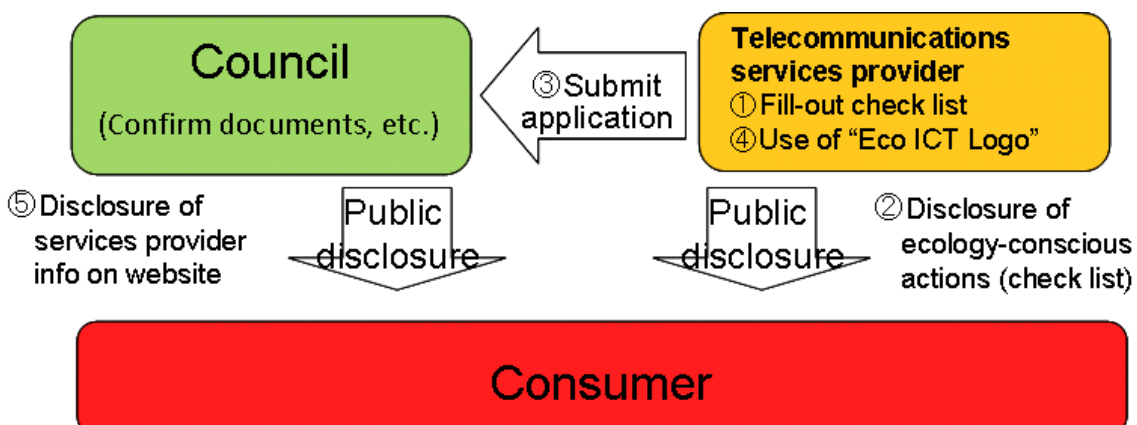 Council
(Confirm documents, etc.)
③Submit
application
Telecommunications
services provider
①Fill-out check list
④Use of “Eco ICT Logo”
⑤Disclosure of
services provider
info on website
Public
disclosure
Public
disclosure
②Disclosure of
ecology-conscious
actions (check list)
Consumer